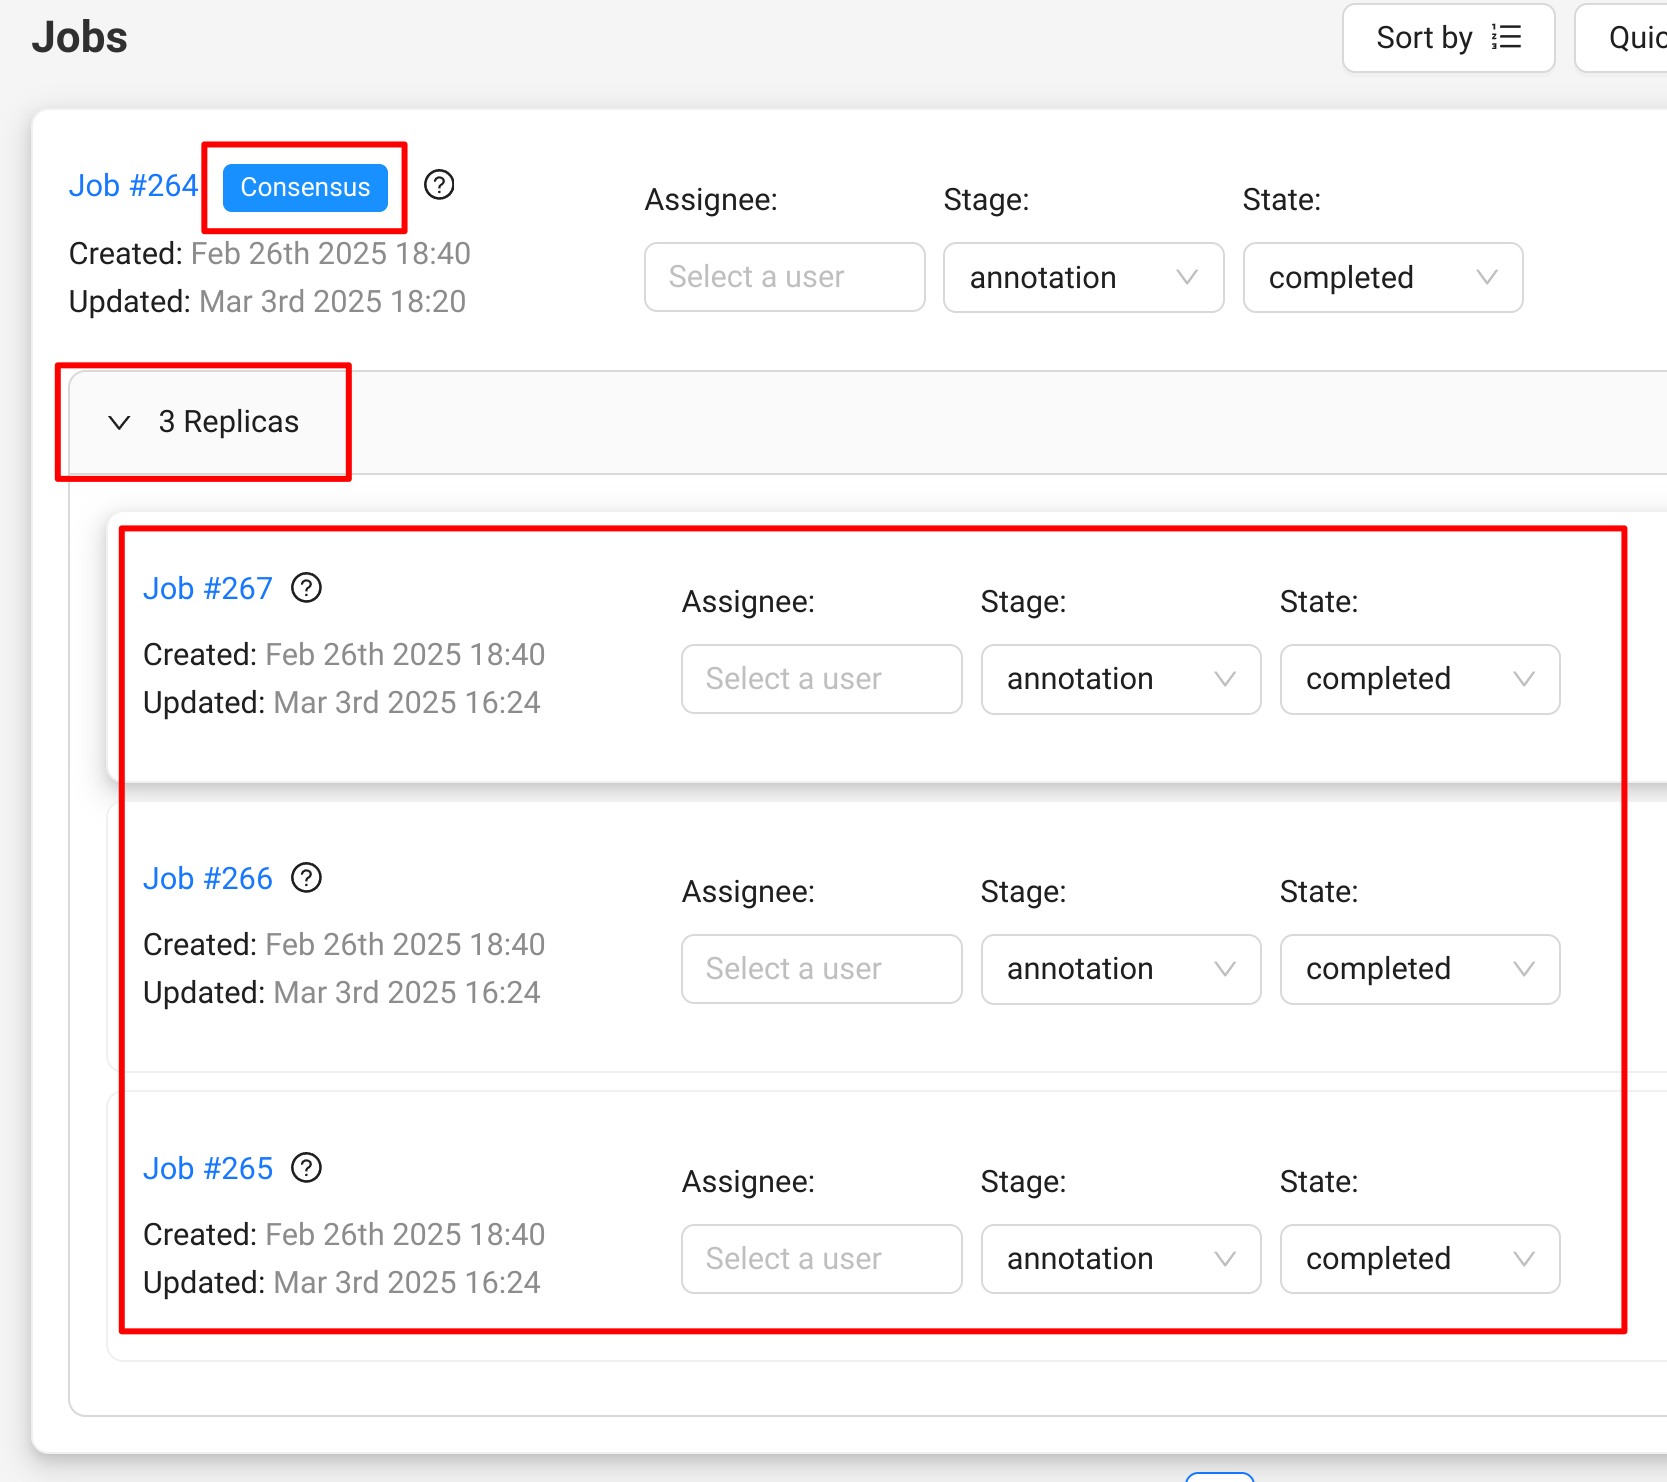 Jobs
Sort by
Job #264 Consensus
Created: Feb 26th 2025 18:40
Updated: Mar 3rd 2025 18:20
Assignee:
Select a user
Stage:
annotation
State:
completed
3 Replicas
Job #267
Created: Feb 26th 2025 18:40
Updated: Mar 3rd 2025 16:24
Assignee:
Select a user
Stage:
annotation
State:
completed
Job #266
Created: Feb 26th 2025 18:40
Updated: Mar 3rd 2025 16:24
Assignee:
Select a user
Stage:
annotation
State:
completed
Job #265
Created: Feb 26th 2025 18:40
Updated: Mar 3rd 2025 16:24
Assignee:
Select a user
Stage:
annotation
State:
completed